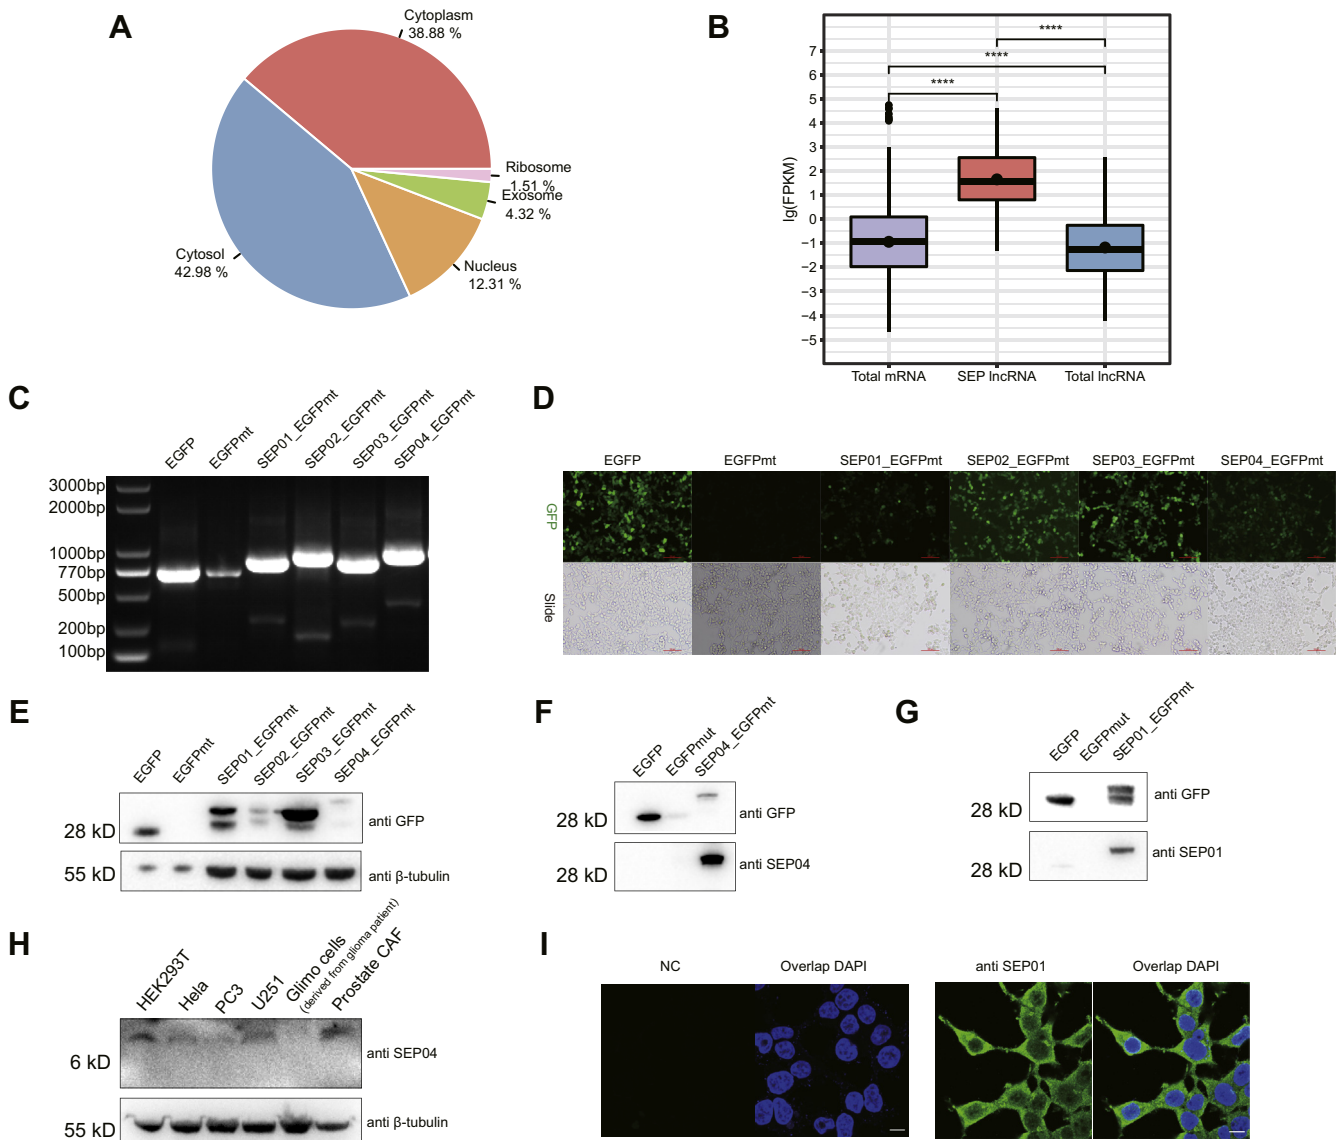 A
Cytoplasm
38.88 %
Ribosome
1.51 %
Exosome
4.32 %
Nucleus
12.31 %
Cytosol
42.98 %
B
lg(FPKM)
7
6
5
4
3
2
1
0
−1
−2
−3
−4
−5
****
****
****
Total mRNA
SEP lncRNA
Total lncRNA
C
EGFP
EGFPmt
SEP01_EGFPmt
SEP02_EGFPmt
SEP03_EGFPmt
SEP04_EGFPmt
3000bp
2000bp
1000bp
770bp
500bp
200bp
100bp
D
EGFP
EGFPmt
SEP01_EGFPmt
SEP02_EGFPmt
SEP03_EGFPmt
SEP04_EGFPmt
GFP
Slide
E
EGFP
EGFPmt
SEP01_EGFPmt
SEP02_EGFPmt
SEP03_EGFPmt
SEP04_EGFPmt
28 kD
anti GFP
55 kD
anti β-tubulin
F
EGFP
EGFPmut
SEP04_EGFPmt
28 kD
anti GFP
28 kD
anti SEP04
G
EGFP
EGFPmut
SEP01_EGFPmt
28 kD
anti GFP
28 kD
anti SEP01
H
HEK293T
Hela
PC3
U251
Glimo cells
(derived from glioma patient)
Prostate CAF
6 kD
anti SEP04
55 kD
anti β-tubulin
I
NC
Overlap DAPI
anti SEP01
Overlap DAPI